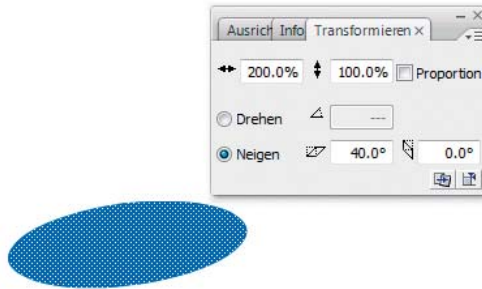 Ausrich Info Transformieren ×
200.0% 100.0% Proportion
Drehen ---
Neigen 40.0° 0.0°